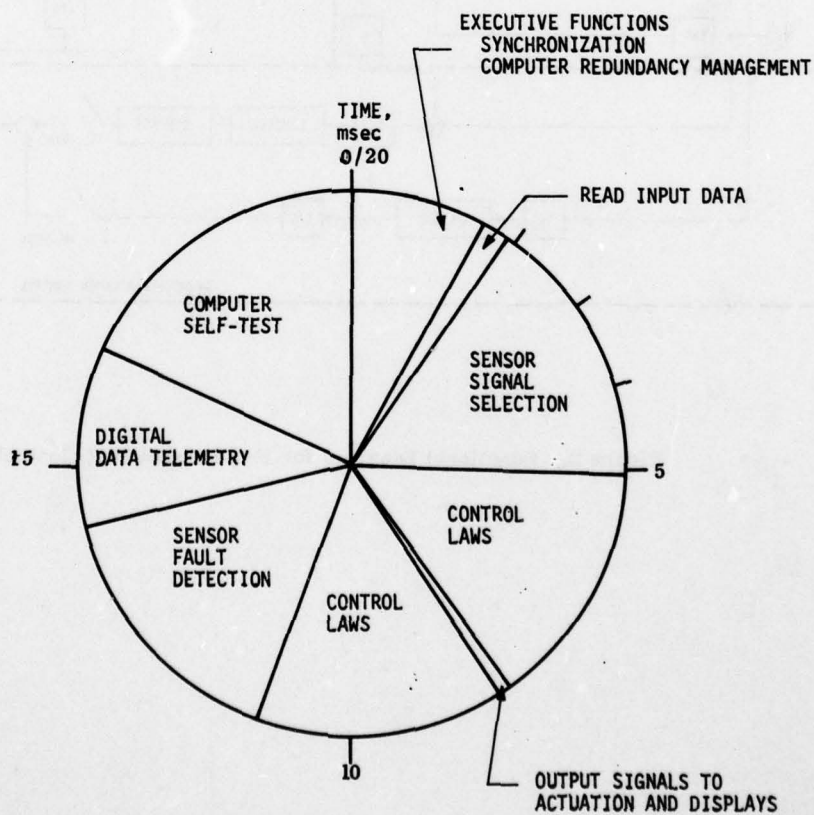 EXECUTIVE FUNCTIONS
SYNCHRONIZATION
COMPUTER REDUNDANCY MANAGEMENT
TIME,
msec
0/20
READ INPUT DATA
COMPUTER
SELF-TEST
SENSOR
SIGNAL
SELECTION
DIGITAL
DATA TELEMETRY
15
5
CONTROL
LAWS
SENSOR
FAULT
DETECTION
CONTROL
LAWS
10
OUTPUT SIGNALS TO
ACTUATION AND DISPLAYS